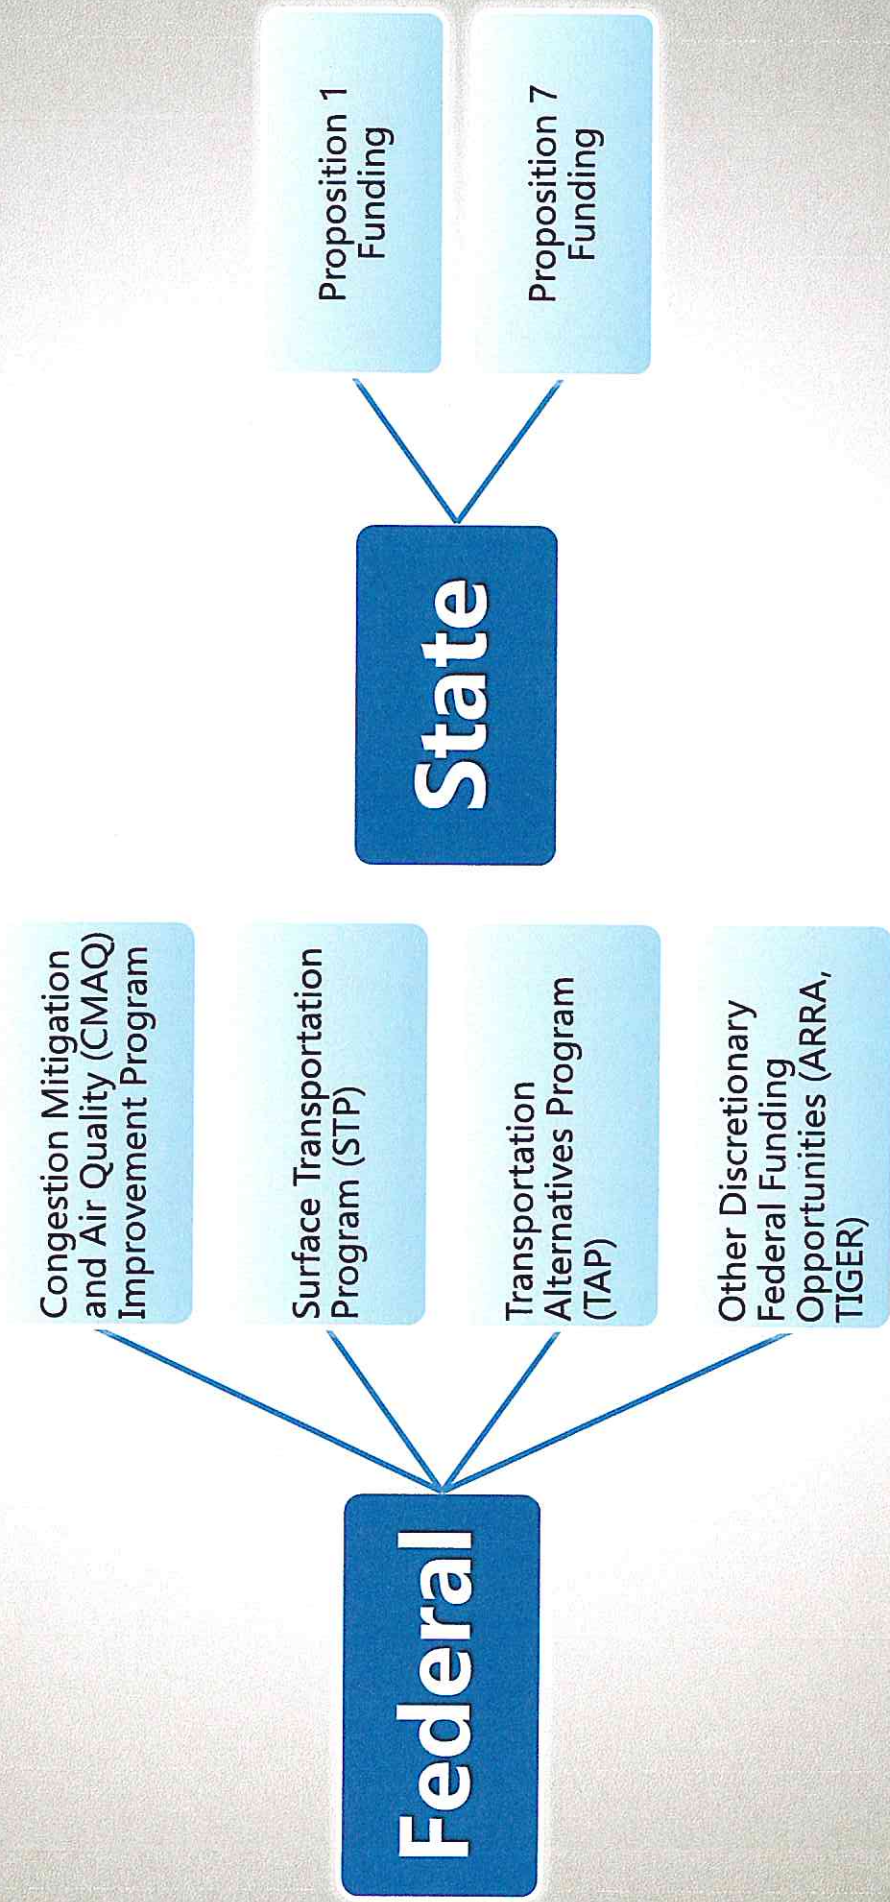 Federal
Congestion Mitigation
and Air Quality (CMAQ)
Improvement Program
Surface Transportation
Program (STP)
Transportation
Alternatives Program
(TAP)
Other Discretionary
Federal Funding
Opportunities (ARRA,
TIGER)
State
Proposition 1
Funding
Proposition 7
Funding